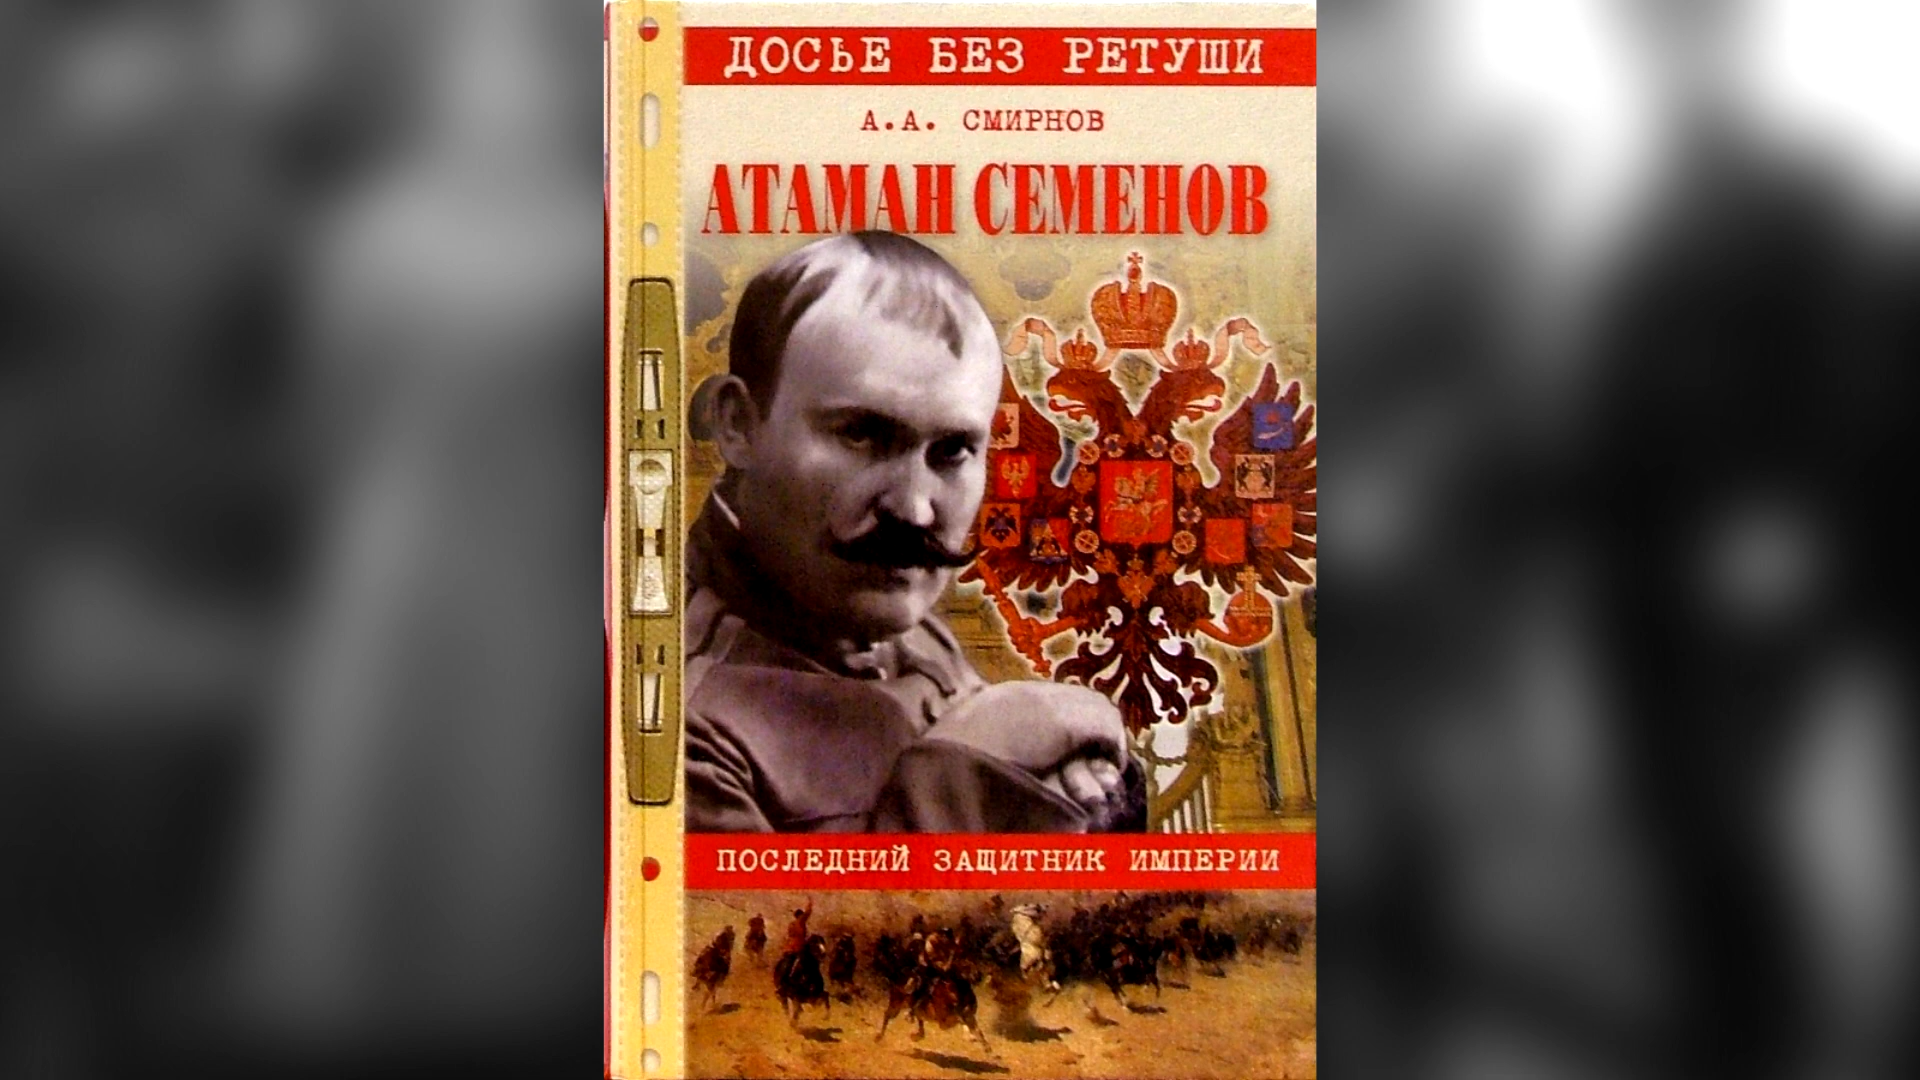 ДОСЬЕ БЕЗ РЕТУШИ
А.А. СМИРНОВ
АТАМАН СЕМЕНОВ
ПОСЛЕДНИЙ ЗАЩИТНИК ИМПЕРИИ